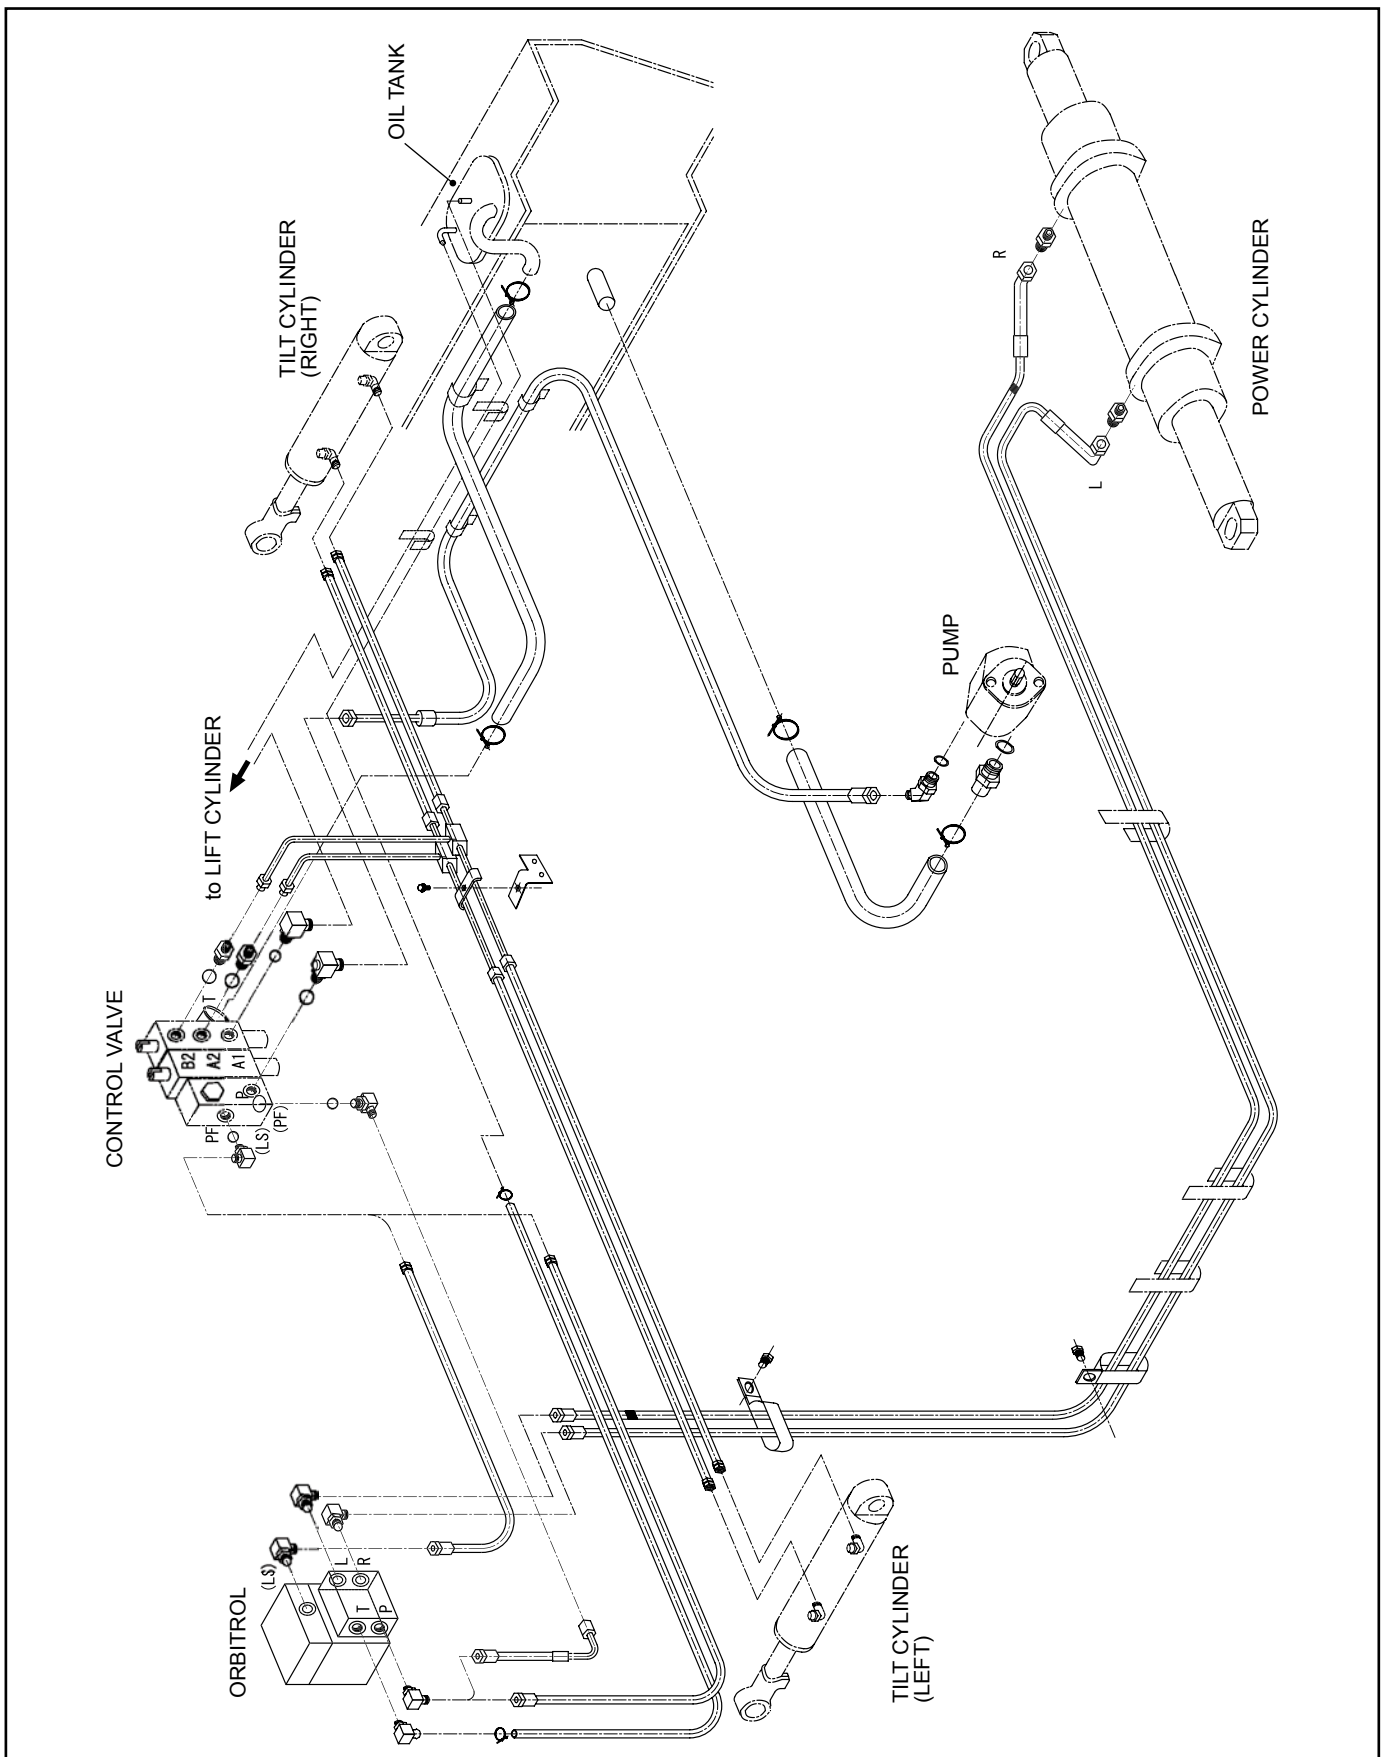 OIL TANK
TILT CYLINDER
(RIGHT)
POWER CYLINDER
R
L
PUMP
to LIFT CYLINDER
CONTROL VALVE
T
B2
A2
A1
P
PF
(LS)
(PF)
ORBITROL
(LS)
L
R
T
P
TILT CYLINDER
(LEFT)